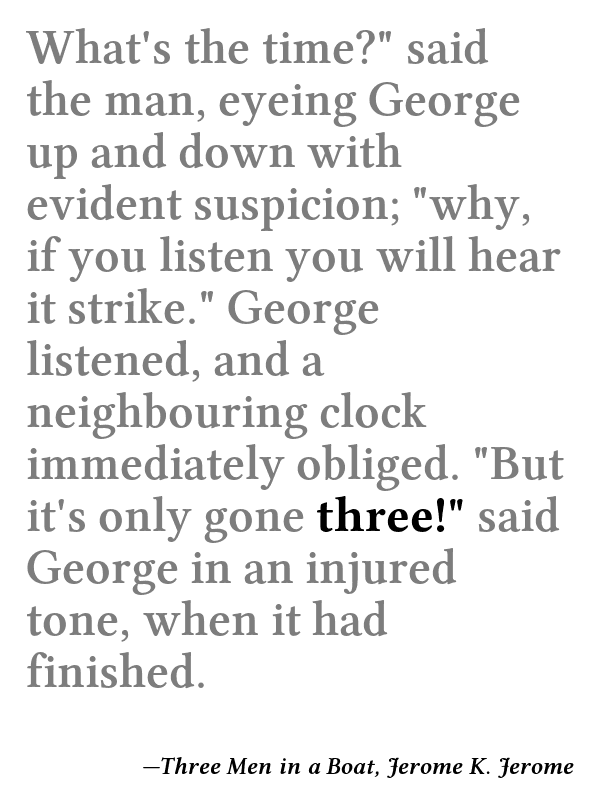 What's the time?" said
the man, eyeing George
up and down with
evident suspicion; "why,
if you listen you will hear
it strike." George
listened, and a
neighbouring clock
immediately obliged. "But
it's only gone three!" said
George in an injured
tone, when it had
finished.
—Three Men in a Boat, Jerome K. Jerome